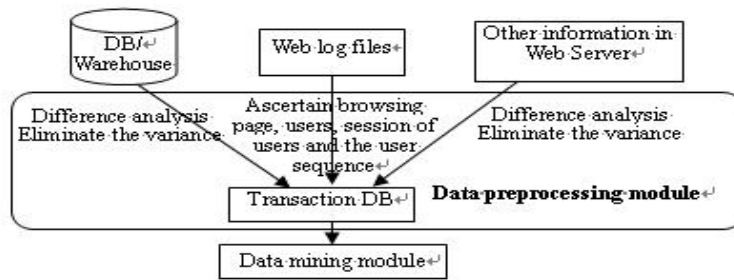 DB/
Warehouse
Web log files
Other information in
Web Server
Difference analysis
Eliminate the variance
Ascertain browsing
page, users, session of
users and the user
sequence
Difference analysis
Eliminate the variance
Transaction DB
Data preprocessing module
Data mining module